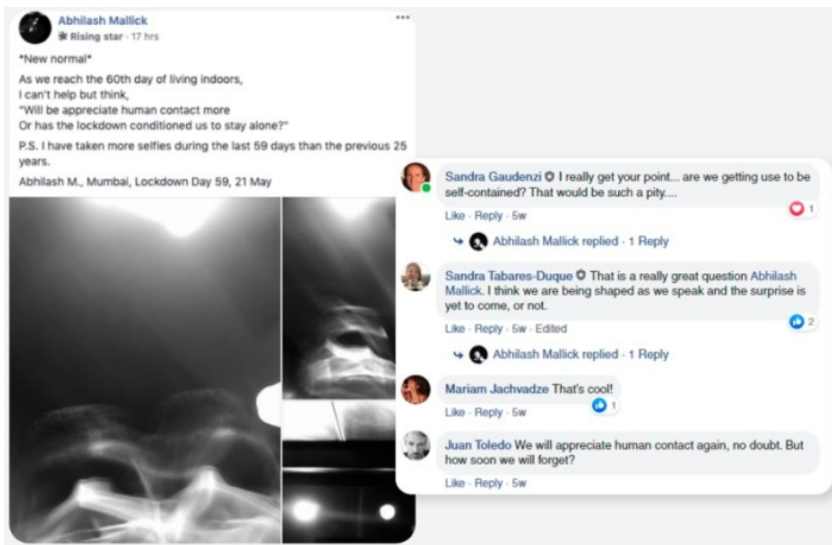 Abhilash Mallick
Rising star · 17 hrs
*New normal*
As we reach the 60th day of living indoors,
I can't help but think,
"Will be appreciate human contact more
Or has the lockdown conditioned us to stay alone?"
P.S. I have taken more selfies during the last 59 days than the previous 25
years.
Abhilash M., Mumbai, Lockdown Day 59, 21 May
Sandra Gaudenzi I really get your point... are we getting use to be
self-contained? That would be such a pity....
Like · Reply · 5w
1
Abhilash Mallick replied · 1 Reply
Sandra Tabares-Duque That is a really great question Abhilash
Mallick. I think we are being shaped as we speak and the surprise is
yet to come, or not.
Like · Reply · 5w · Edited
2
Abhilash Mallick replied · 1 Reply
Mariam Jachvadze That's cool!
Like · Reply · 5w
1
Juan Toledo We will appreciate human contact again, no doubt. But
how soon we will forget?
Like · Reply · 5w